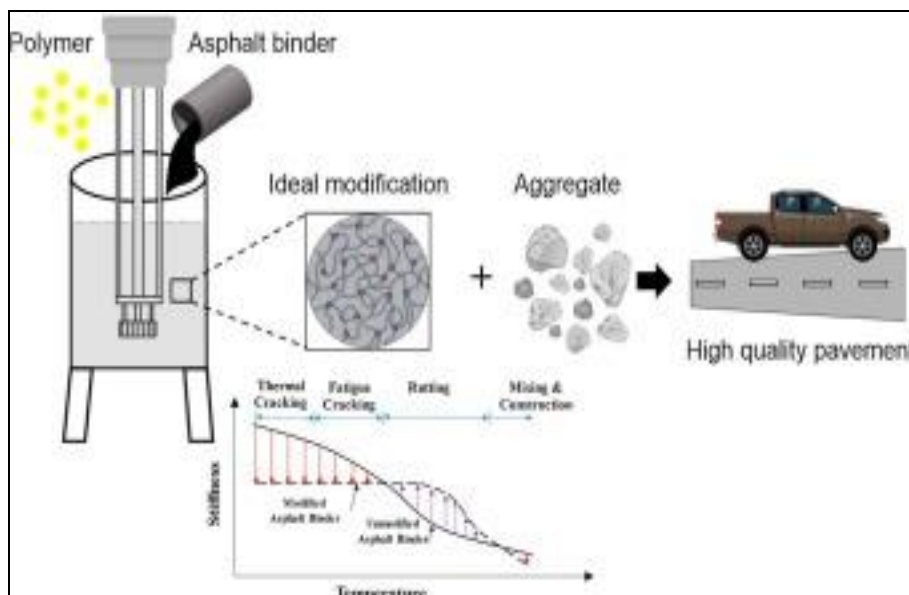 Polymer
Asphalt binder
Ideal modification
Aggregate
High quality pavement
Thermal
Cracking
Fatigue
Cracking
Rutting
Mixing &
Construction
Stiffness
Modified
Asphalt Binder
Unmodified
Asphalt Binder
Temperature